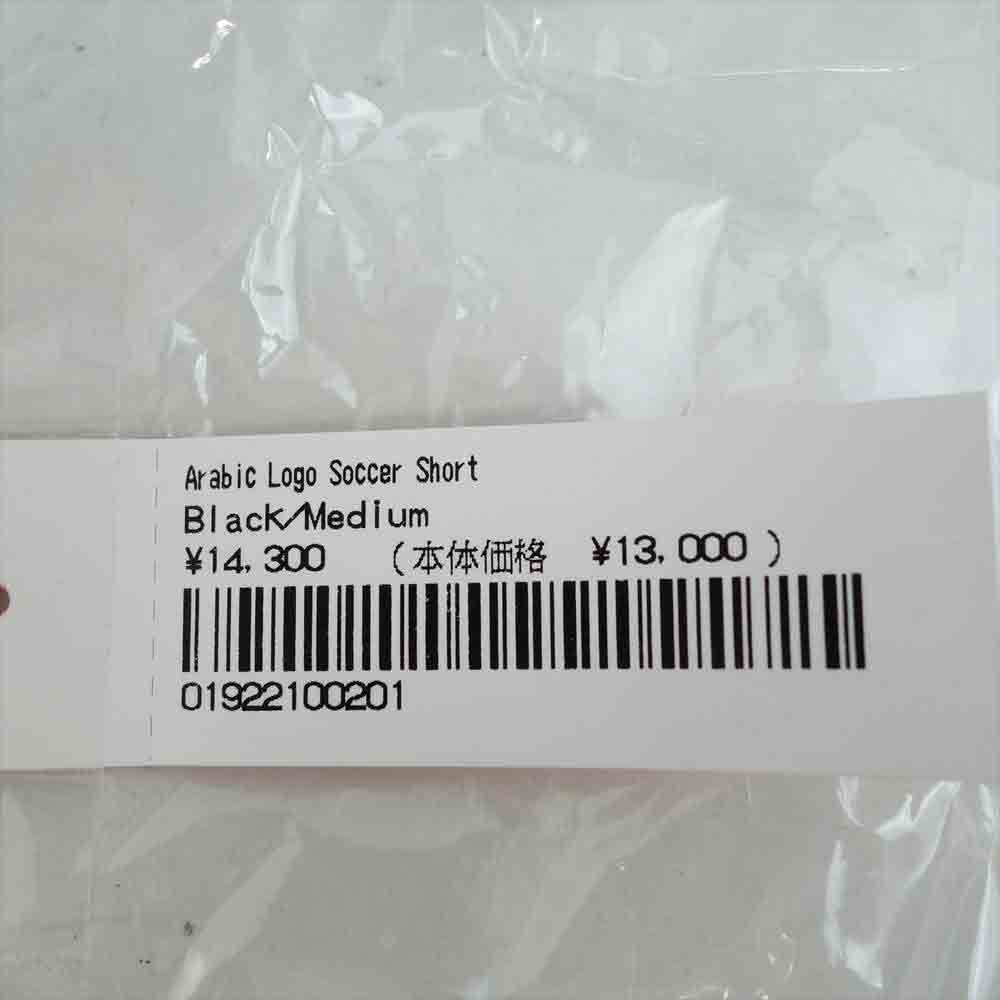 Arabic Logo Soccer Short
Black/Medium
¥14,300 (本体価格 ¥13,000 )
01922100201